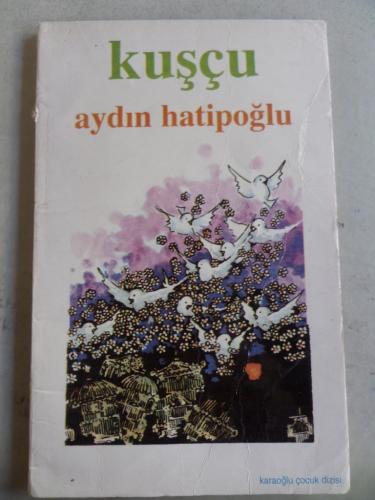 kuşçu
aydın hatipoğlu
karaoğlu çocuk dizisi